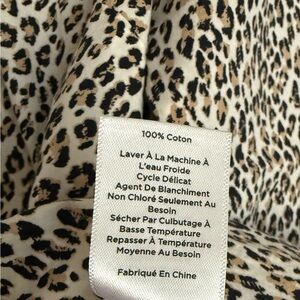 100% Coton
Laver À La Machine À
L'eau Froide
Cycle Délicat
Agent De Blanchiment
Non Chloré Seulement Au
Besoin
Sécher Par Culbutage À
Basse Température
Repasser À Température
Moyenne Au Besoin
Fabriqué En Chine